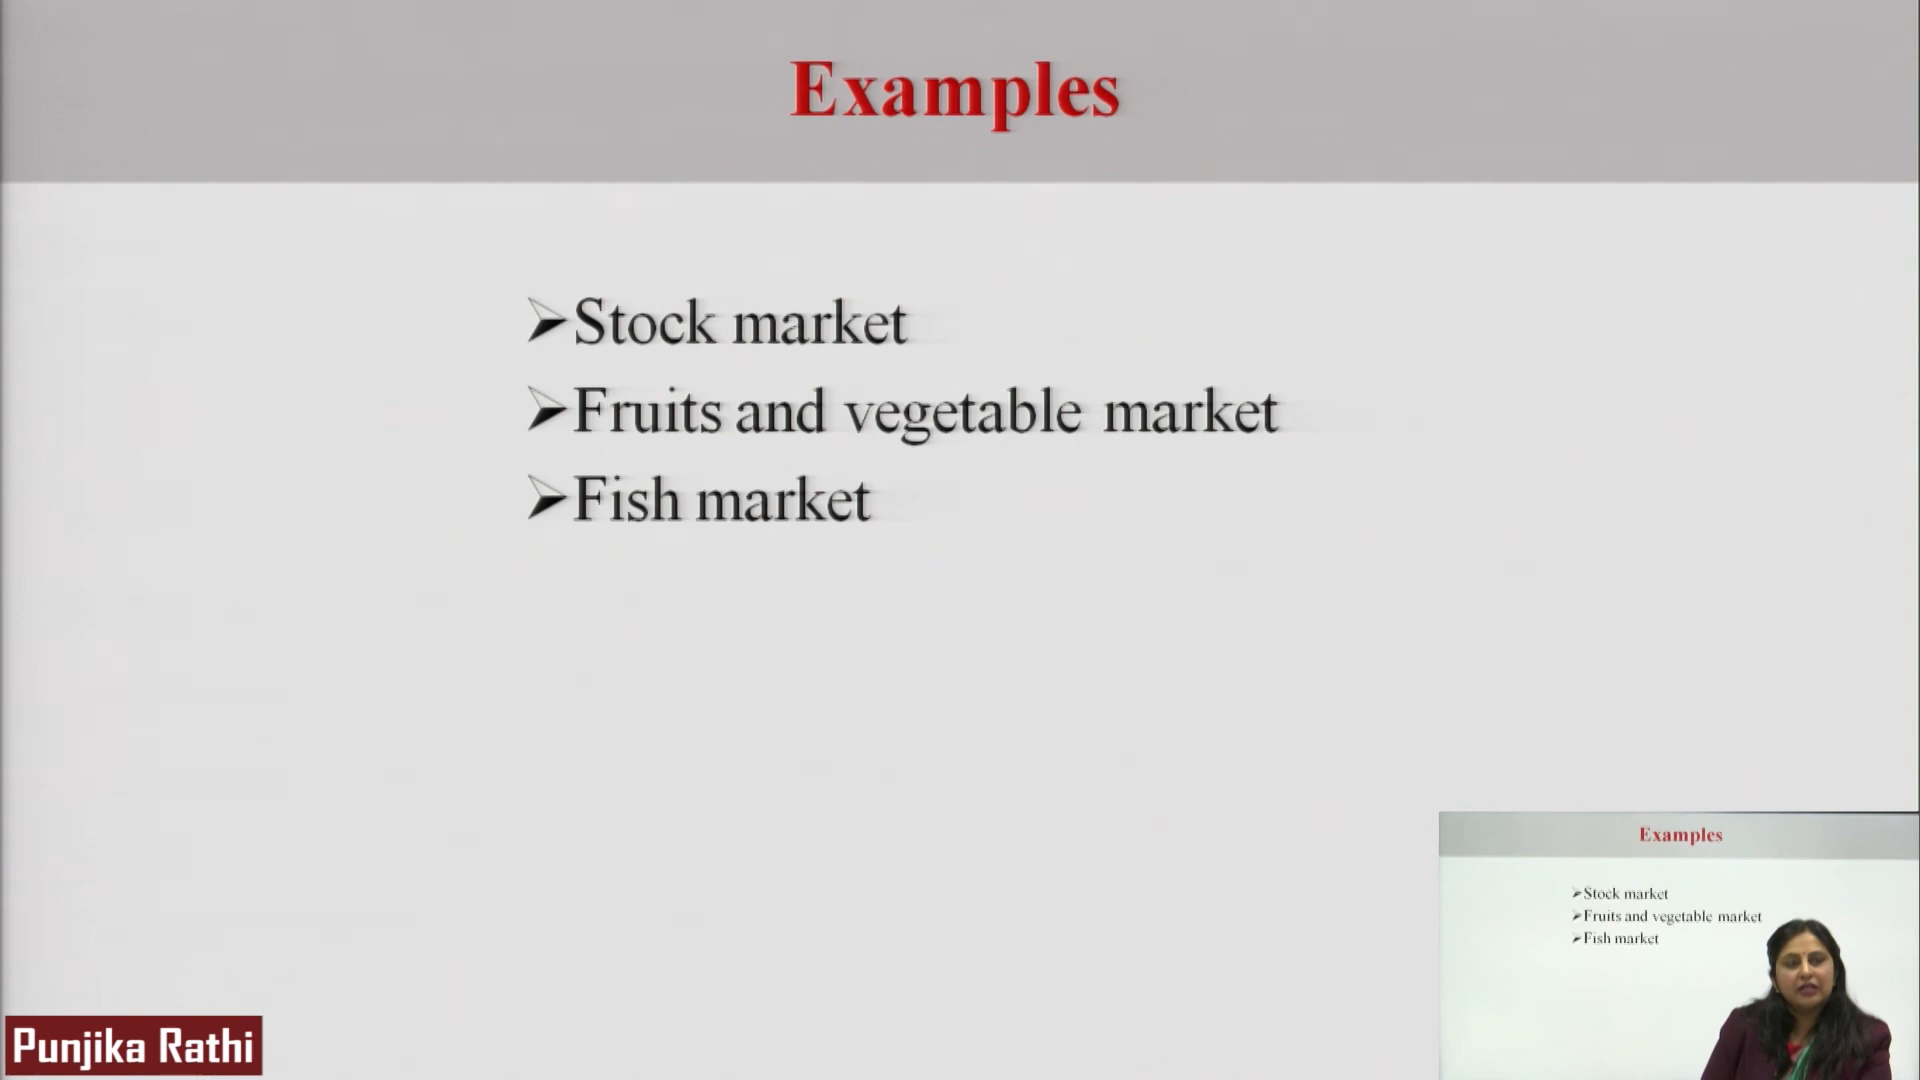 Examples
➢Stock market
➢Fruits and vegetable market
➢Fish market
Examples
➢Stock market
➢Fruits and vegetable market
➢Fish market
Punjika Rathi